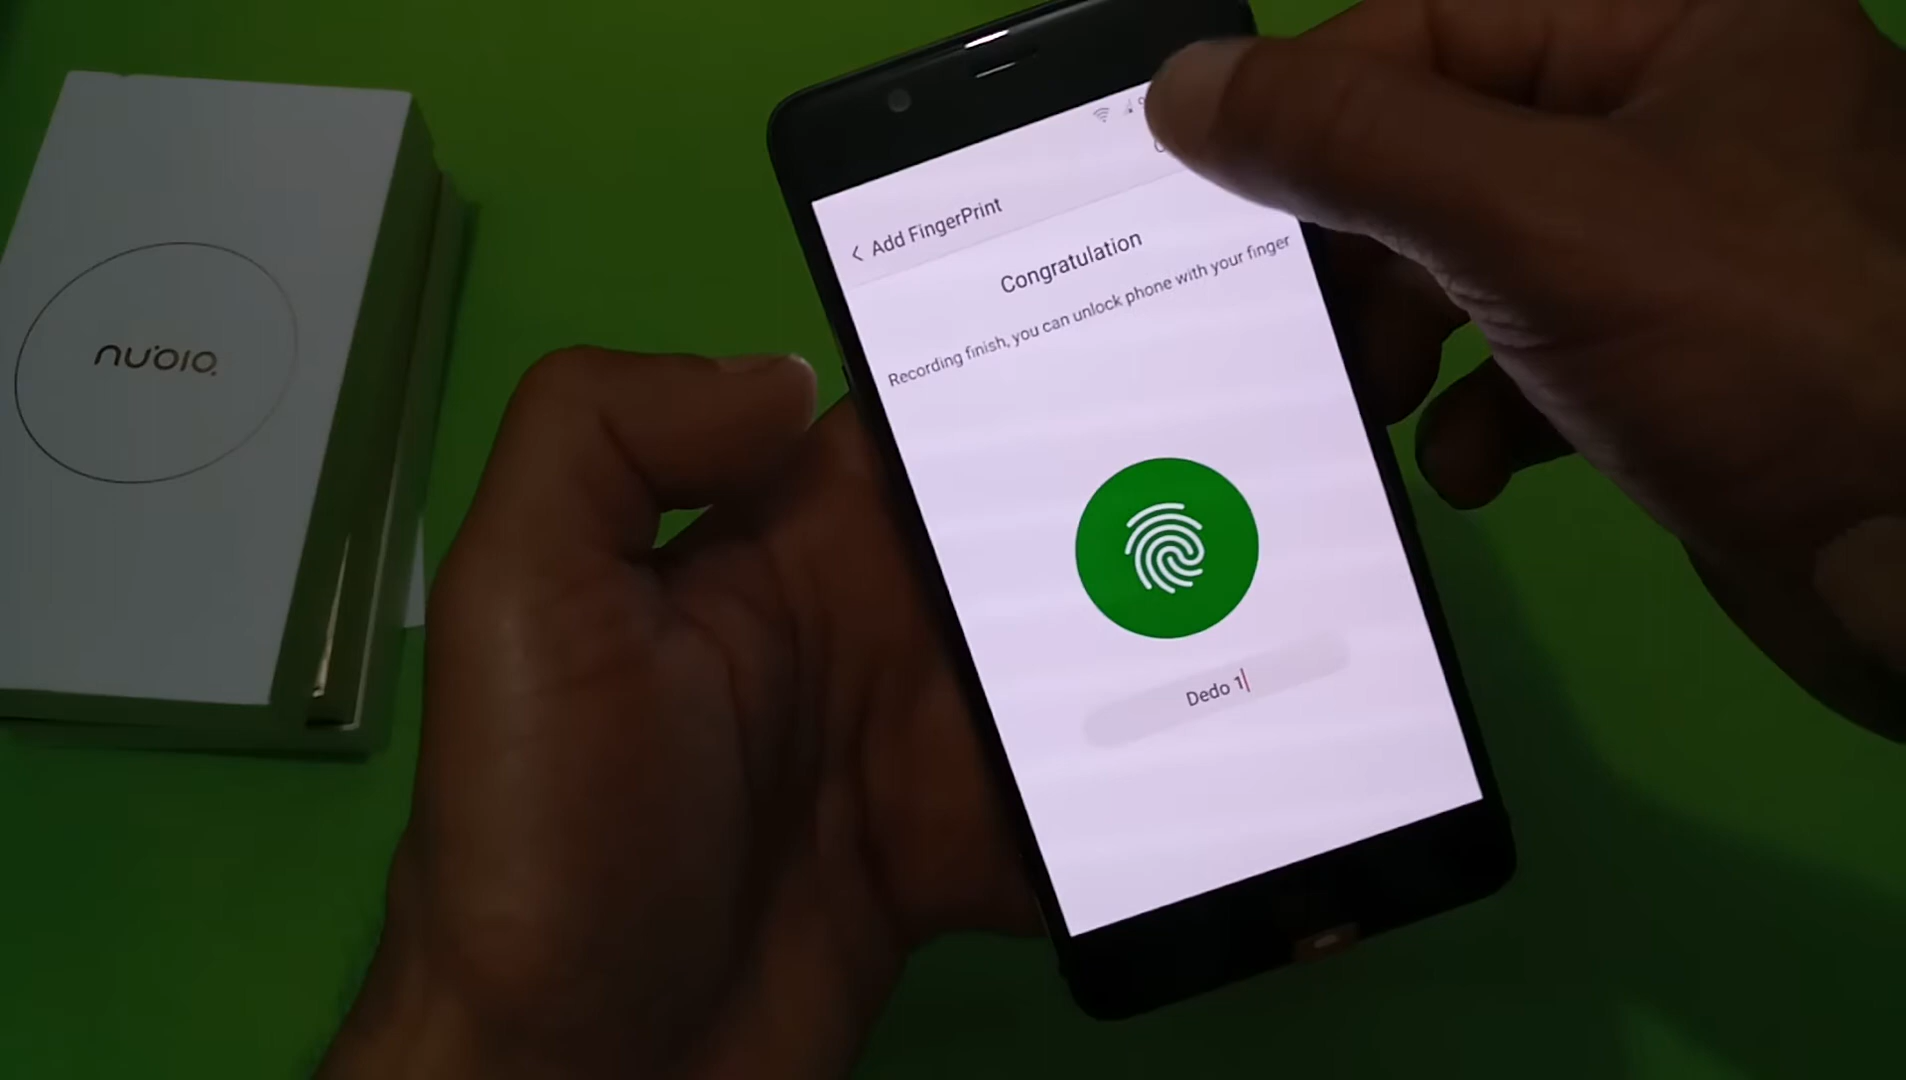 nubia
< Add FingerPrint
Congratulation
Recording finish, you can unlock phone with your finger
Dedo 1